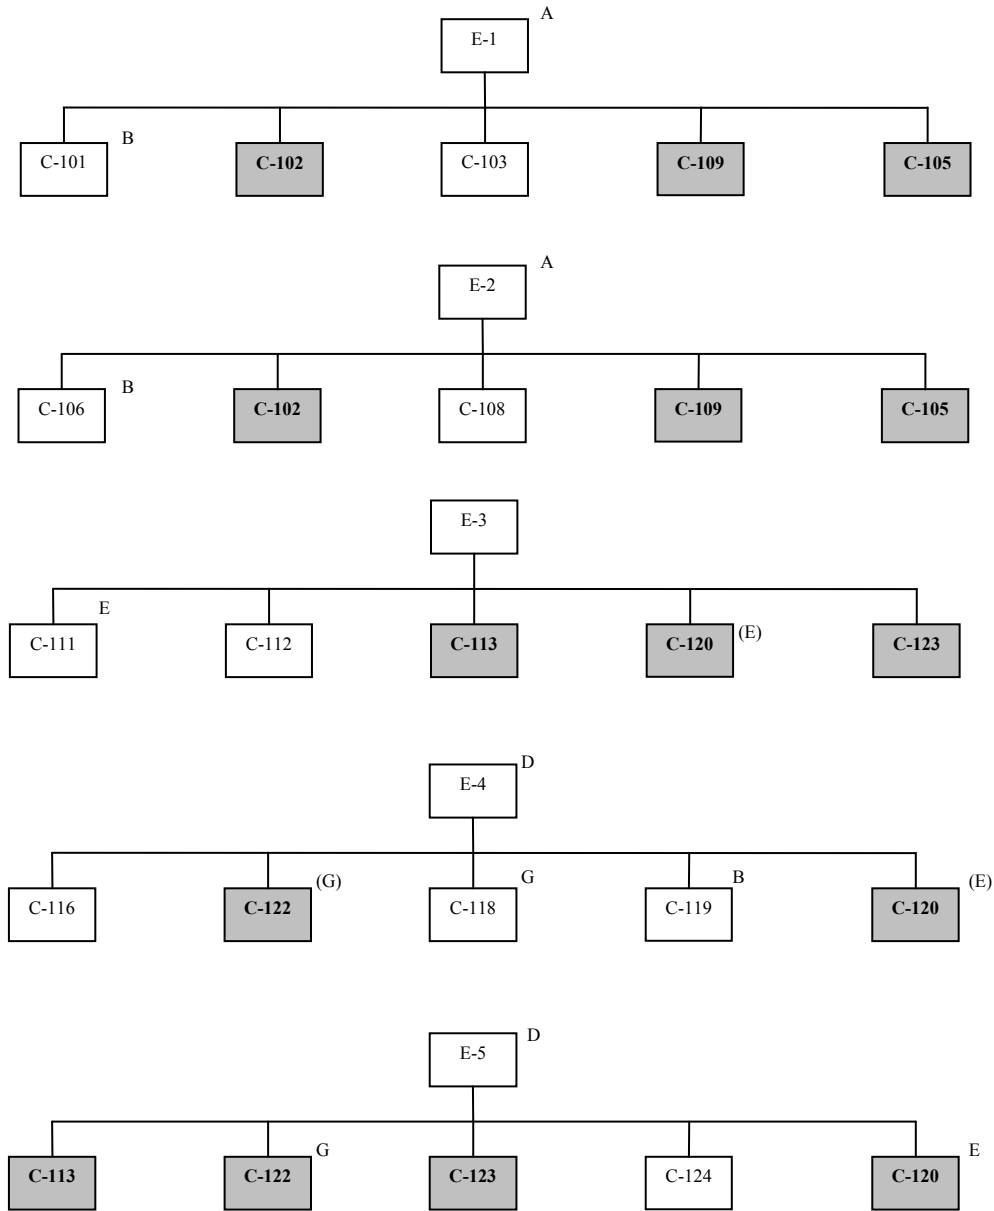 A
E-1
C-101
B
C-102
C-103
C-109
C-105
A
E-2
C-106
B
C-102
C-108
C-109
C-105
E-3
C-111
E
C-112
C-113
C-120
(E)
C-123
E-4
D
C-116
C-122
(G)
C-118
G
C-119
B
C-120
(E)
E-5
D
C-113
C-122
G
C-123
C-124
C-120
E